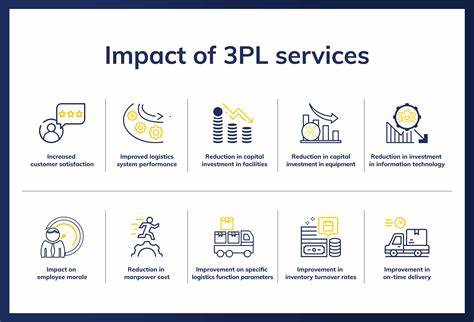 Impact of 3PL services
Increased
customer satisfaction
Improved logistics
system performance
Reduction in capital
investment in facilities
Reduction in capital
investment in equipment
Reduction in investment
in information technology
Impact on
employee morale
Reduction in
manpower cost
Improvement on specific
logistics function parameters
Improvement in
inventory turnover rates
Improvement in
on-time delivery